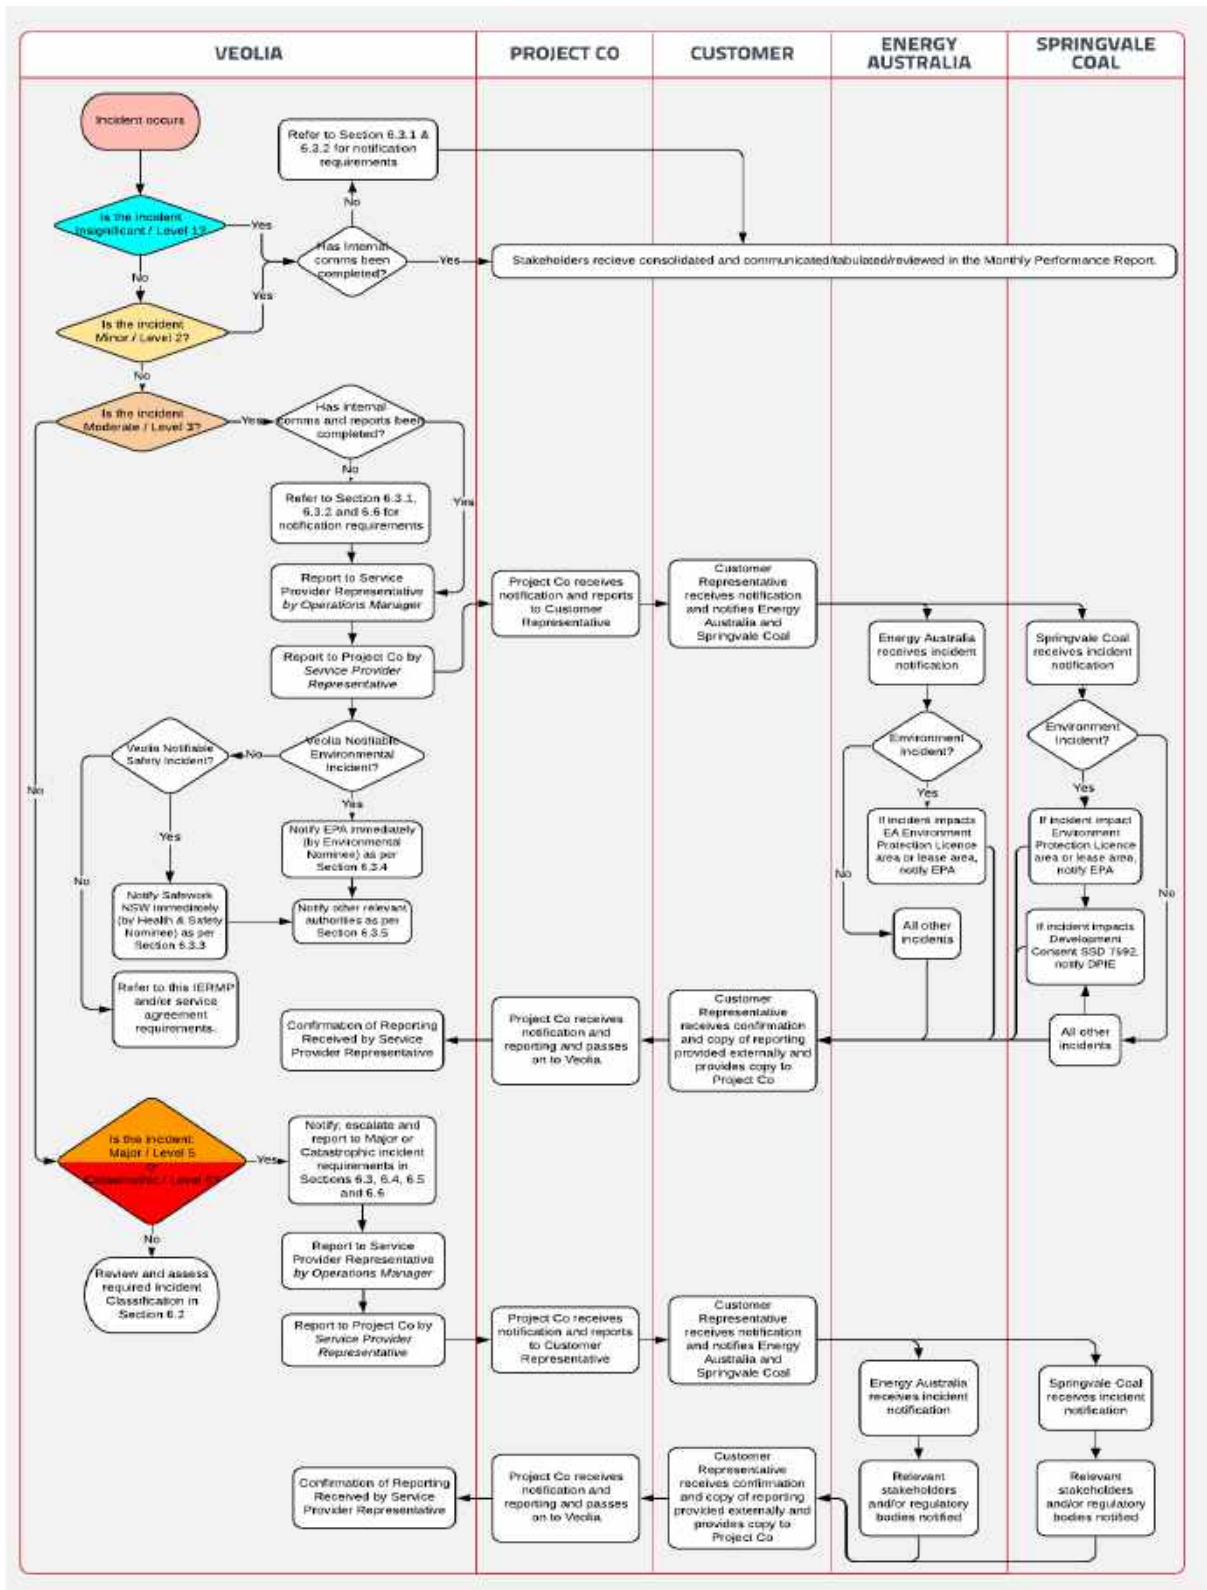 VEOLIA
PROJECT CO
CUSTOMER
ENERGY
AUSTRALIA
SPRINGVALE
COAL
Incident occurs
Refer to Section 6.3.1 &
6.3.2 for notification
requirements
No
Is the incident
Insignificant / Level 1?
Yes
Has internal
comms been
completed?
Yes
Stakeholders recieve consolidated and communicated/tabulated/reviewed in the Monthly Performance Report.
No
Yes
Is the incident
Minor / Level 2?
No
Is the incident
Moderate / Level 3?
Yes
Has internal
comms and reports been
completed?
No
Yes
Refer to Section 6.3.1,
6.3.2 and 6.6 for
notification requirements
Report to Service
Provider Representative
by Operations Manager
Project Co receives
notification and reports
to Customer
Representative
Customer
Representative
receives notification
and notifies Energy
Australia and
Springvale Coal
Energy Australia
receives incident
notification
Springvale Coal
receives incident
notification
Report to Project Co by
Service Provider
Representative
Veolia Notifiable
Safety Incident?
No
Veolia Notifiable
Environmental
Incident?
Environment
Incident?
Environment
Incident?
No
Yes
Yes
Yes
Yes
Notify EPA immediately
(by Environmental
Nominee) as per
Section 6.3.4
If incident impacts
EA Environment
Protection Licence
area or lease area,
notify EPA
If incident impact
Environment
Protection Licence
area or lease area,
notify EPA
No
No
No
Notify Safework
NSW immediately
(by Health & Safety
Nominee) as per
Section 6.3.3
Notify other relevant
authorities as per
Section 6.3.5
All other
incidents
If incident impacts
Development
Consent SSD 7592,
notify DPIE
Refer to this IERMP
and/or service
agreement
requirements.
Confirmation of Reporting
Received by Service
Provider Representative
Project Co receives
notification and
reporting and passes
on to Veolia.
Customer
Representative
receives confirmation
and copy of reporting
provided externally and
provides copy to
Project Co
All other
incidents
Is the incident:
Major / Level 5
or
Yes
Notify, escalate and
report to Major or
Catastrophic incident
requirements in
Sections 6.3, 6.4, 6.5
and 6.6
No
Report to Service
Provider Representative
by Operations Manager
Review and assess
required Incident
Classification in
Section 6.2
Report to Project Co by
Service Provider
Representative
Project Co receives
notification and reports
to Customer
Representative
Customer
Representative
receives notification
and notifies Energy
Australia and
Springvale Coal
Energy Australia
receives incident
notification
Springvale Coal
receives incident
notification
Confirmation of Reporting
Received by Service
Provider Representative
Project Co receives
notification and
reporting and passes
on to Veolia.
Customer
Representative
receives confirmation
and copy of reporting
provided externally and
provides copy to
Project Co
Relevant
stakeholders
and/or regulatory
bodies notified
Relevant
stakeholders
and/or regulatory
bodies notified